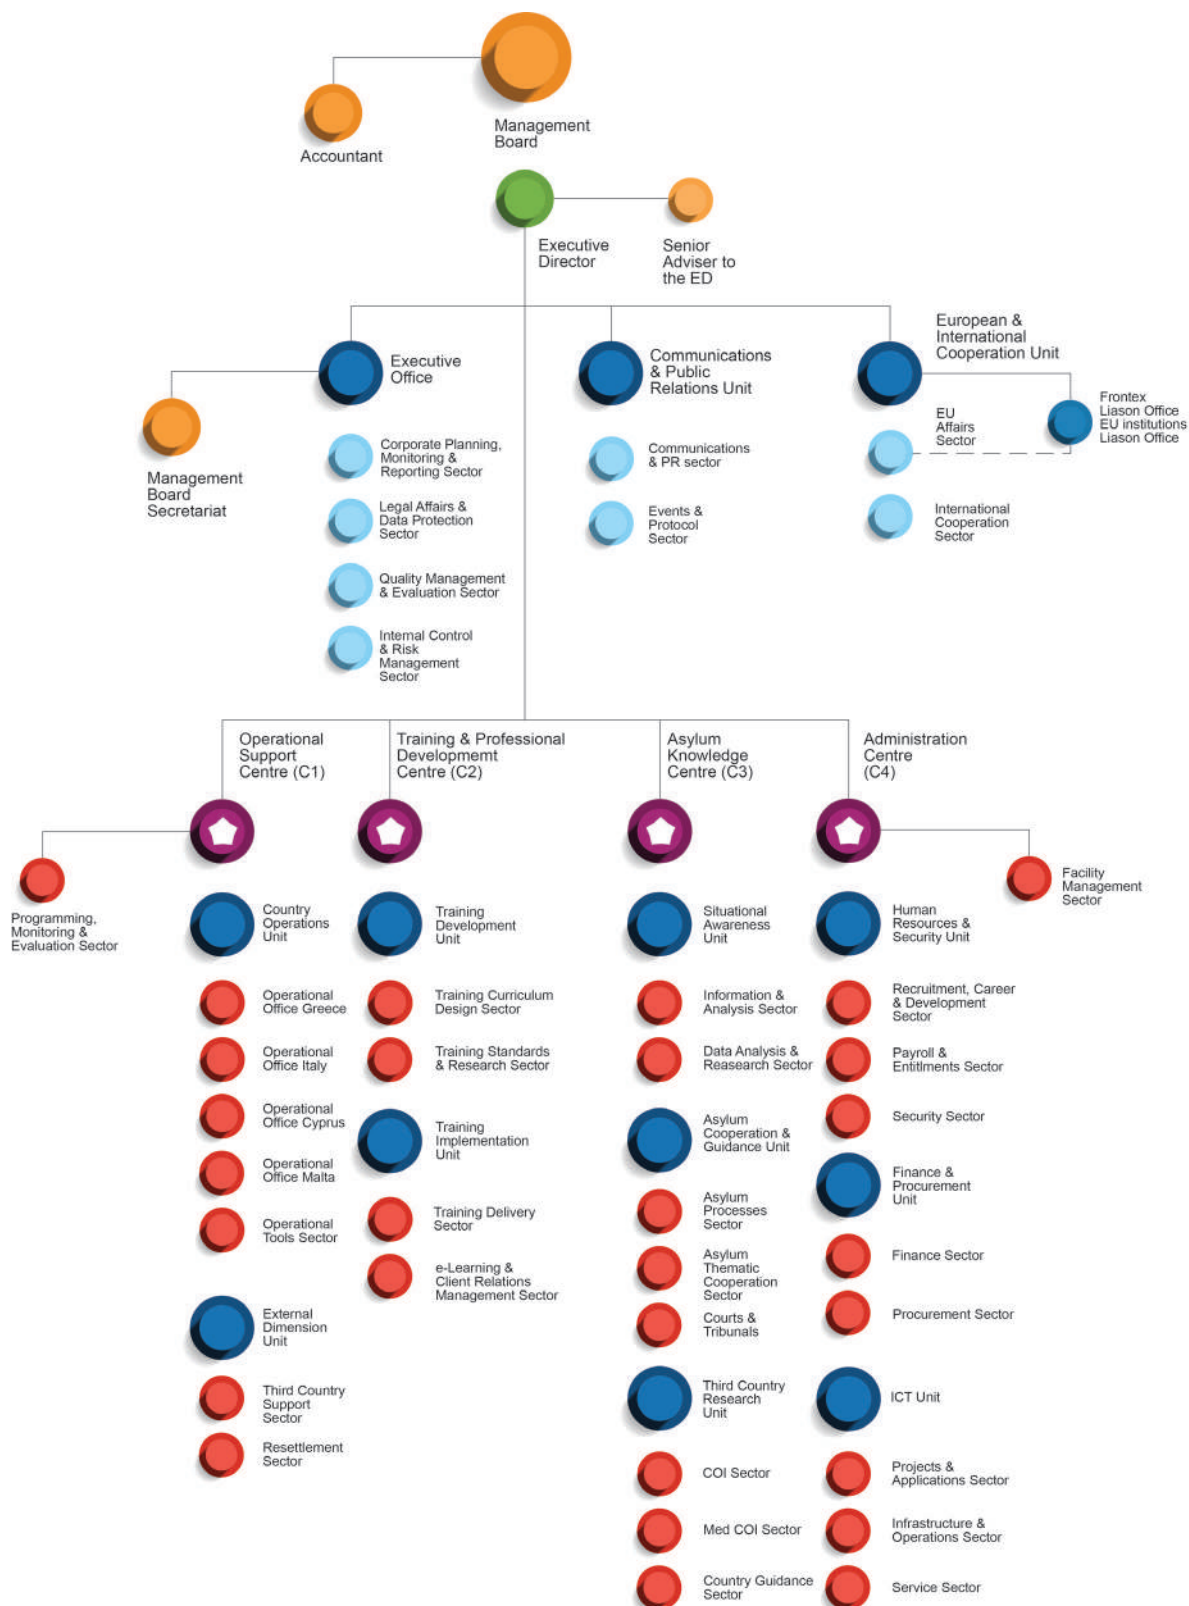 Management
Board
Accountant
Executive
Director
Senior
Adviser to
the ED
Executive
Office
Communications
& Public
Relations Unit
European &
International
Cooperation Unit
Management
Board
Secretariat
Corporate Planning,
Monitoring &
Reporting Sector
Legal Affairs &
Data Protection
Sector
Quality Management
& Evaluation Sector
Internal Control
& Risk
Management
Sector
Communications
& PR sector
Events &
Protocol
Sector
EU
Affairs
Sector
Frontex
Liason Office
EU institutions
Liason Office
International
Cooperation
Sector
Operational
Support
Centre (C1)
Training & Professional
Developmemt
Centre (C2)
Asylum
Knowledge
Centre (C3)
Administration
Centre
(C4)
Programming,
Monitoring &
Evaluation Sector
Country
Operations
Unit
Operational
Office Greece
Operational
Office Italy
Operational
Office Cyprus
Operational
Office Malta
Operational
Tools Sector
External
Dimension
Unit
Third Country
Support
Sector
Resettlement
Sector
Training
Development
Unit
Training Curriculum
Design Sector
Training Standards
& Research Sector
Training
Implementation
Unit
Training Delivery
Sector
e-Learning &
Client Relations
Management Sector
Situational
Awareness
Unit
Information &
Analysis Sector
Data Analysis &
Reasearch Sector
Asylum
Cooperation &
Guidance Unit
Asylum
Processes
Sector
Asylum
Thematic
Cooperation
Sector
Courts &
Tribunals
Third Country
Research
Unit
COI Sector
Med COI Sector
Country Guidance
Sector
Facility
Management
Sector
Human
Resources &
Security Unit
Recruitment, Career
& Development
Sector
Payroll &
Entitlments Sector
Security Sector
Finance &
Procurement
Unit
Finance Sector
Procurement Sector
ICT Unit
Projects &
Applications Sector
Infrastructure &
Operations Sector
Service Sector